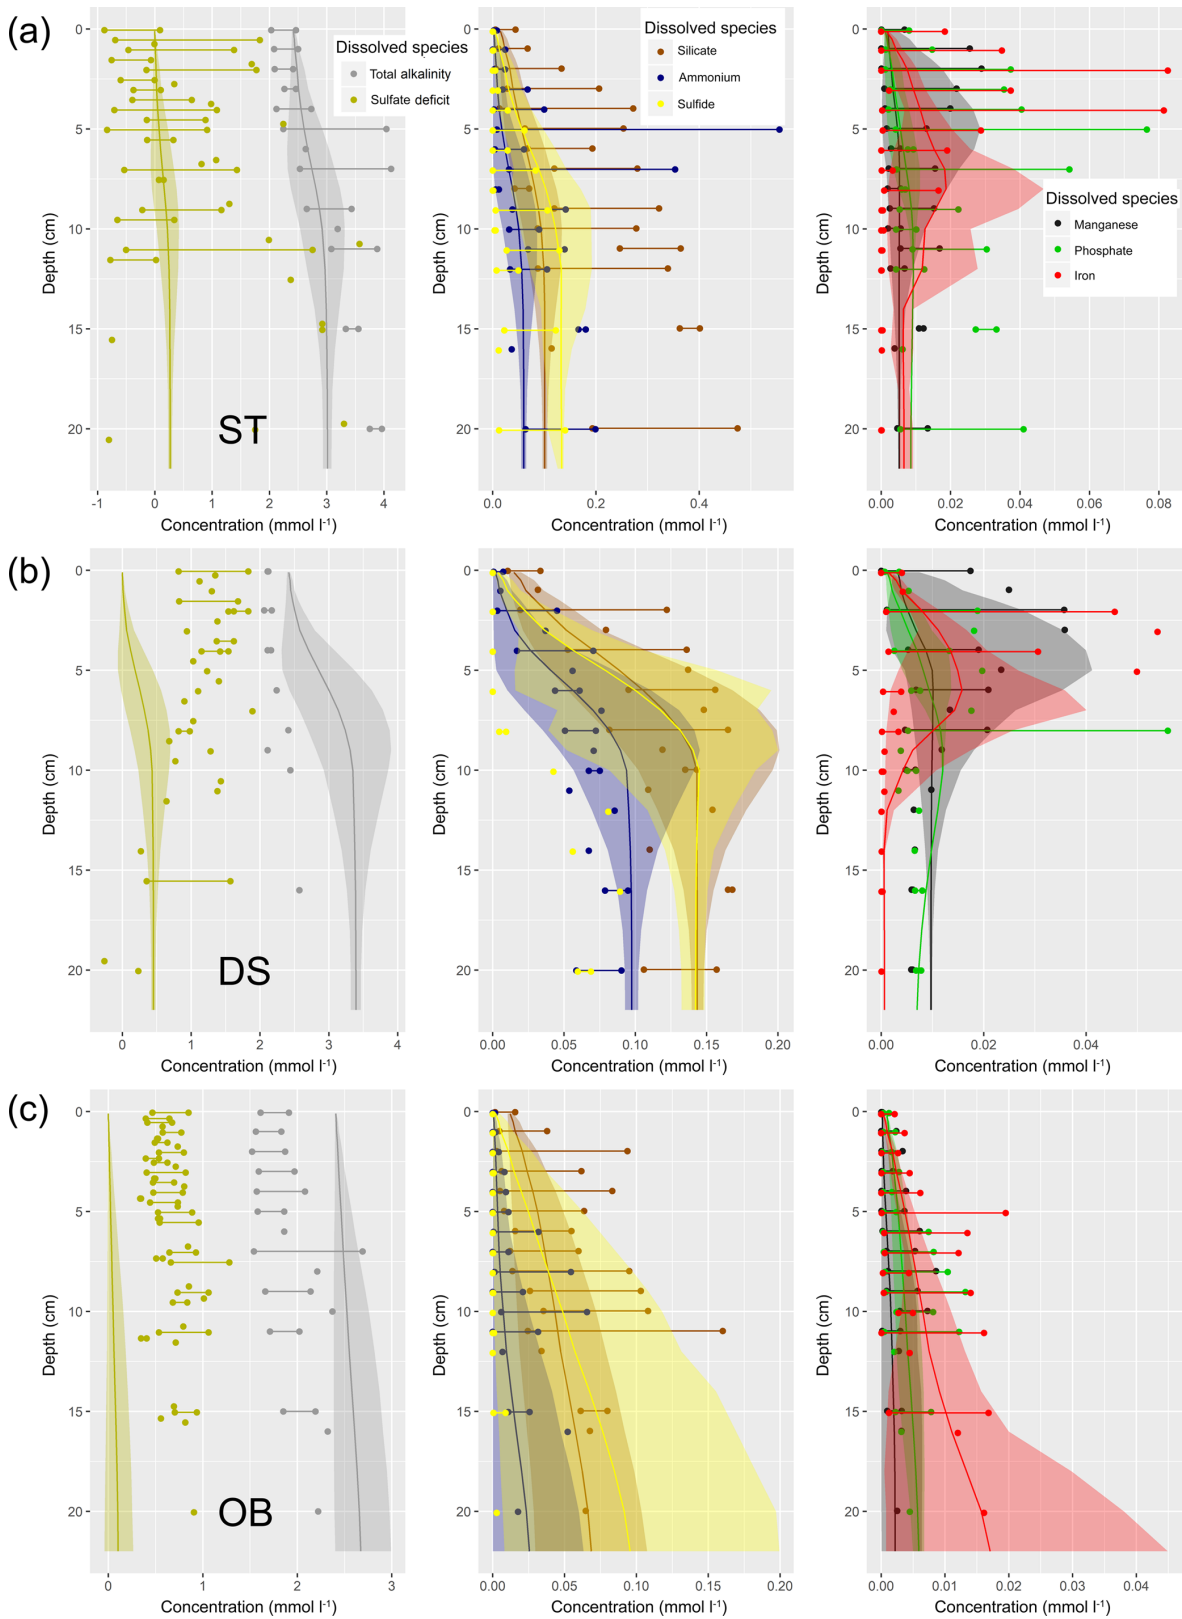 (a)
Dissolved species
Total alkalinity
Sulfate deficit
Dissolved species
Silicate
Ammonium
Sulfide
Dissolved species
Manganese
Phosphate
Iron
0
5
10
15
20
Depth (cm)
ST
-1 0 1 2 3 4
Concentration (mmol l-1)
0
5
10
15
20
Depth (cm)
0.0 0.2 0.4
Concentration (mmol l-1)
0
5
10
15
20
Depth (cm)
0.00 0.02 0.04 0.06 0.08
Concentration (mmol l-1)
(b)
0
5
10
15
20
Depth (cm)
DS
0 1 2 3 4
Concentration (mmol l-1)
0
5
10
15
20
Depth (cm)
0.00 0.05 0.10 0.15 0.20
Concentration (mmol l-1)
0
5
10
15
20
Depth (cm)
0.00 0.02 0.04
Concentration (mmol l-1)
(c)
0
5
10
15
20
Depth (cm)
OB
0 1 2 3
Concentration (mmol l-1)
0
5
10
15
20
Depth (cm)
0.00 0.05 0.10 0.15 0.20
Concentration (mmol l-1)
0
5
10
15
20
Depth (cm)
0.00 0.01 0.02 0.03 0.04
Concentration (mmol l-1)